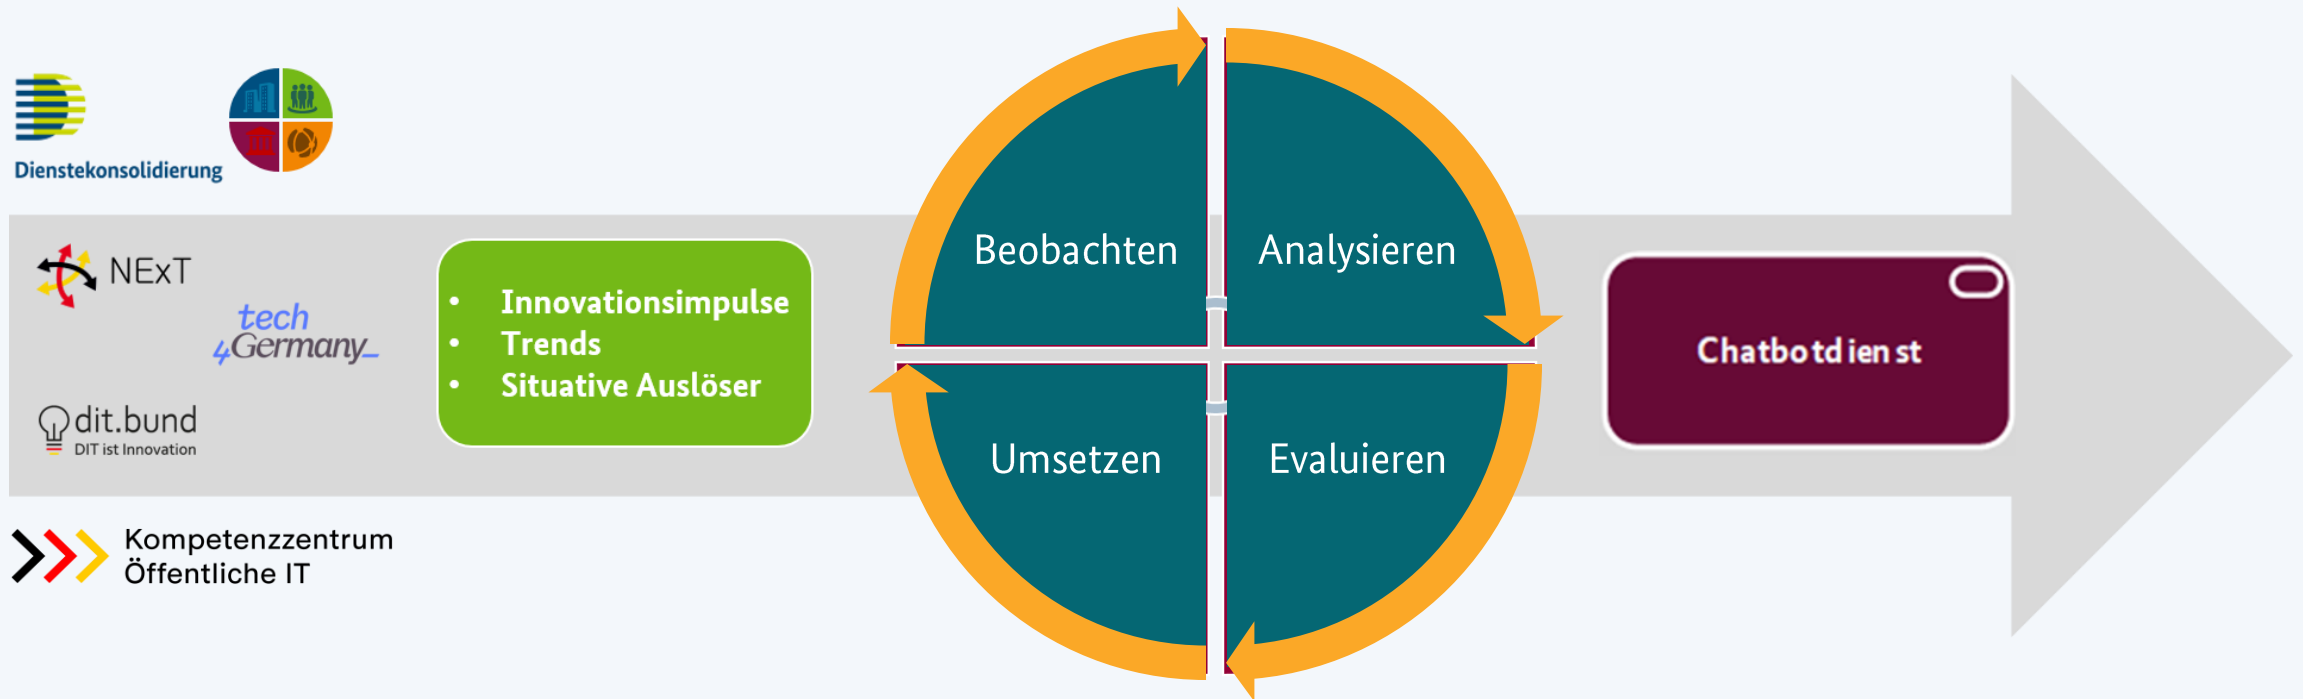 Dienstekonsolidierung
NExT
tech
4Germany_
dit.bund
DIT ist Innovation
Kompetenzzentrum
Öffentliche IT
• Innovationsimpulse
• Trends
• Situative Auslöser
Beobachten
Analysieren
Umsetzen
Evaluieren
Chatbotdienst